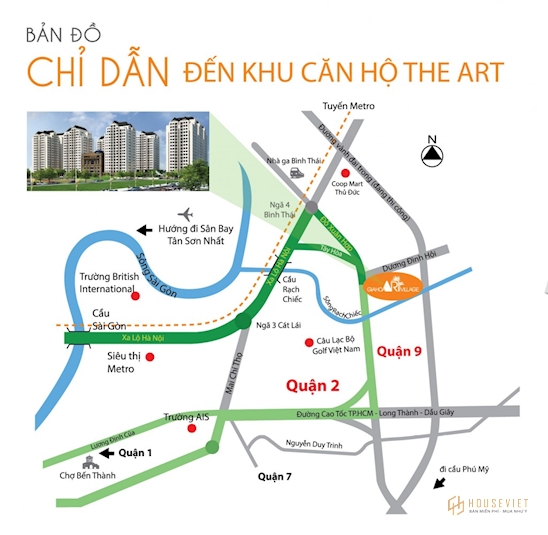 BẢN ĐỒ
CHỈ DẪN ĐẾN KHU CĂN HỘ THE ART
Tuyến Metro
N
Đường vành đai trong (đang thi công)
Nhà ga Bình Thái
Coop Mart
Thủ Đức
Ngã 4
Bình Thái
Đỗ Xuân Hợp
Hướng đi Sân Bay
Tân Sơn Nhất
Tây Hòa
Xa Lộ Hà Nội
Dương Đình Hội
Sông Sài Gòn
Trường British
International
Cầu
Rạch
Chiếc
GIAHOA ART VILLAGE
Sông Rạch Chiếc
Cầu
Sài Gòn
Ngã 3 Cát Lái
Xa Lộ Hà Nội
Câu Lạc Bộ
Golf Việt Nam
Quận 9
Siêu thị
Metro
Mai Chí Thọ
Quận 2
Trường AIS
Đường Cao Tốc TP.HCM - Long Thành - Dầu Giây
Lương Định Của
Nguyễn Duy Trinh
Quận 1
Chợ Bến Thành
Quận 7
đi cầu Phú Mỹ
HOUSEVIET
BÁN MIỄN PHÍ - MUA NHƯ Ý